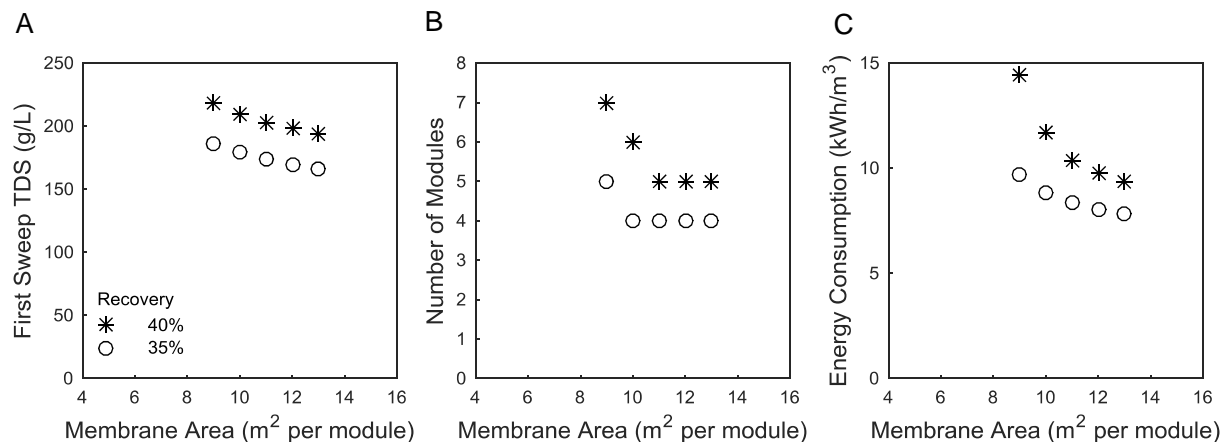 A
First Sweep TDS (g/L)
250
200
150
100
50
0
Recovery
40%
35%
4 6 8 10 12 14 16
Membrane Area (m² per module)
B
Number of Modules
8
7
6
5
4
3
2
1
0
4 6 8 10 12 14 16
Membrane Area (m² per module)
C
Energy Consumption (kWh/m³)
15
10
5
0
4 6 8 10 12 14 16
Membrane Area (m² per module)